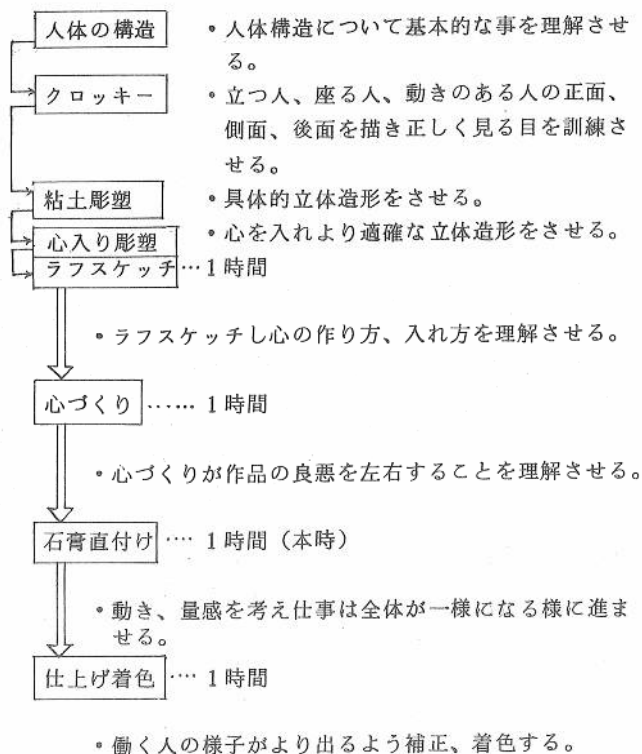 人体の構造
・人体構造について基本的な事を理解させ
る。
クロッキー
・立つ人、座る人、動きのある人の正面、
側面、後面を描き正しく見る目を訓練さ
せる。
粘土彫塑
・具体的立体造形をさせる。
心入り彫塑
・心を入れより適確な立体造形をさせる。
ラフスケッチ…1時間
・ラフスケッチし心の作り方、入れ方を理解させる。
心づくり……1時間
・心づくりが作品の良悪を左右することを理解させる。
石膏直付け…1時間(本時)
・動き、量感を考え仕事は全体が一様になる様に進ま
せる。
仕上げ着色…1時間
・働く人の様子がより出るよう補正、着色する。